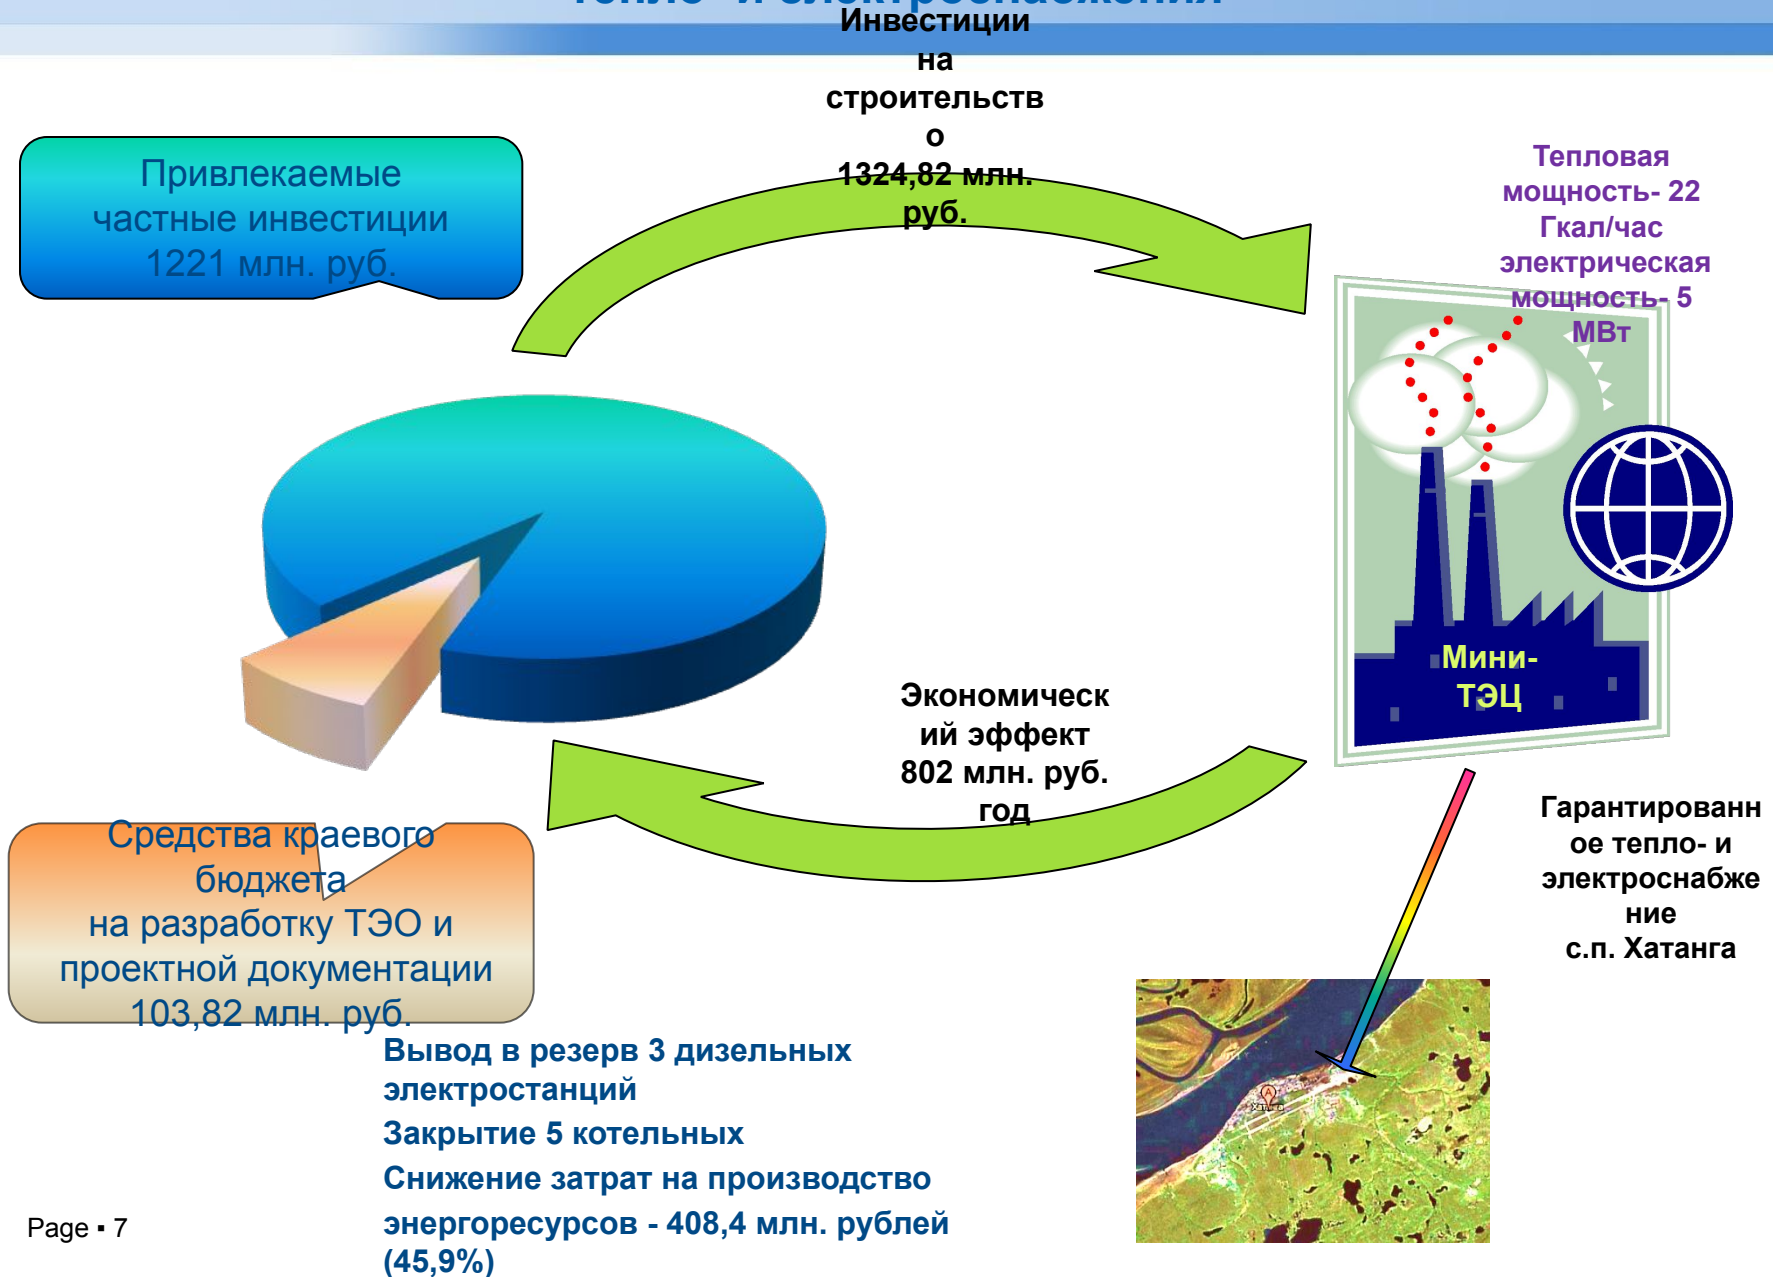 тепло- и электроснабжения
Инвестиции
на
строительств
о
1324,82 млн.
руб.
Привлекаемые
частные инвестиции
1221 млн. руб.
Тепловая
мощность- 22
Гкал/час
электрическая
мощность- 5
МВт
Мини-
ТЭЦ
Экономическ
ий эффект
802 млн. руб.
год
Гарантированн
ое тепло- и
электроснабже
ние
с.п. Хатанга
Средства краевого
бюджета
на разработку ТЭО и
проектной документации
103,82 млн. руб.
A
Хатанга
Вывод в резерв 3 дизельных
электростанций
Закрытие 5 котельных
Снижение затрат на производство
энергоресурсов - 408,4 млн. рублей
(45,9%)
Page ▪ 7